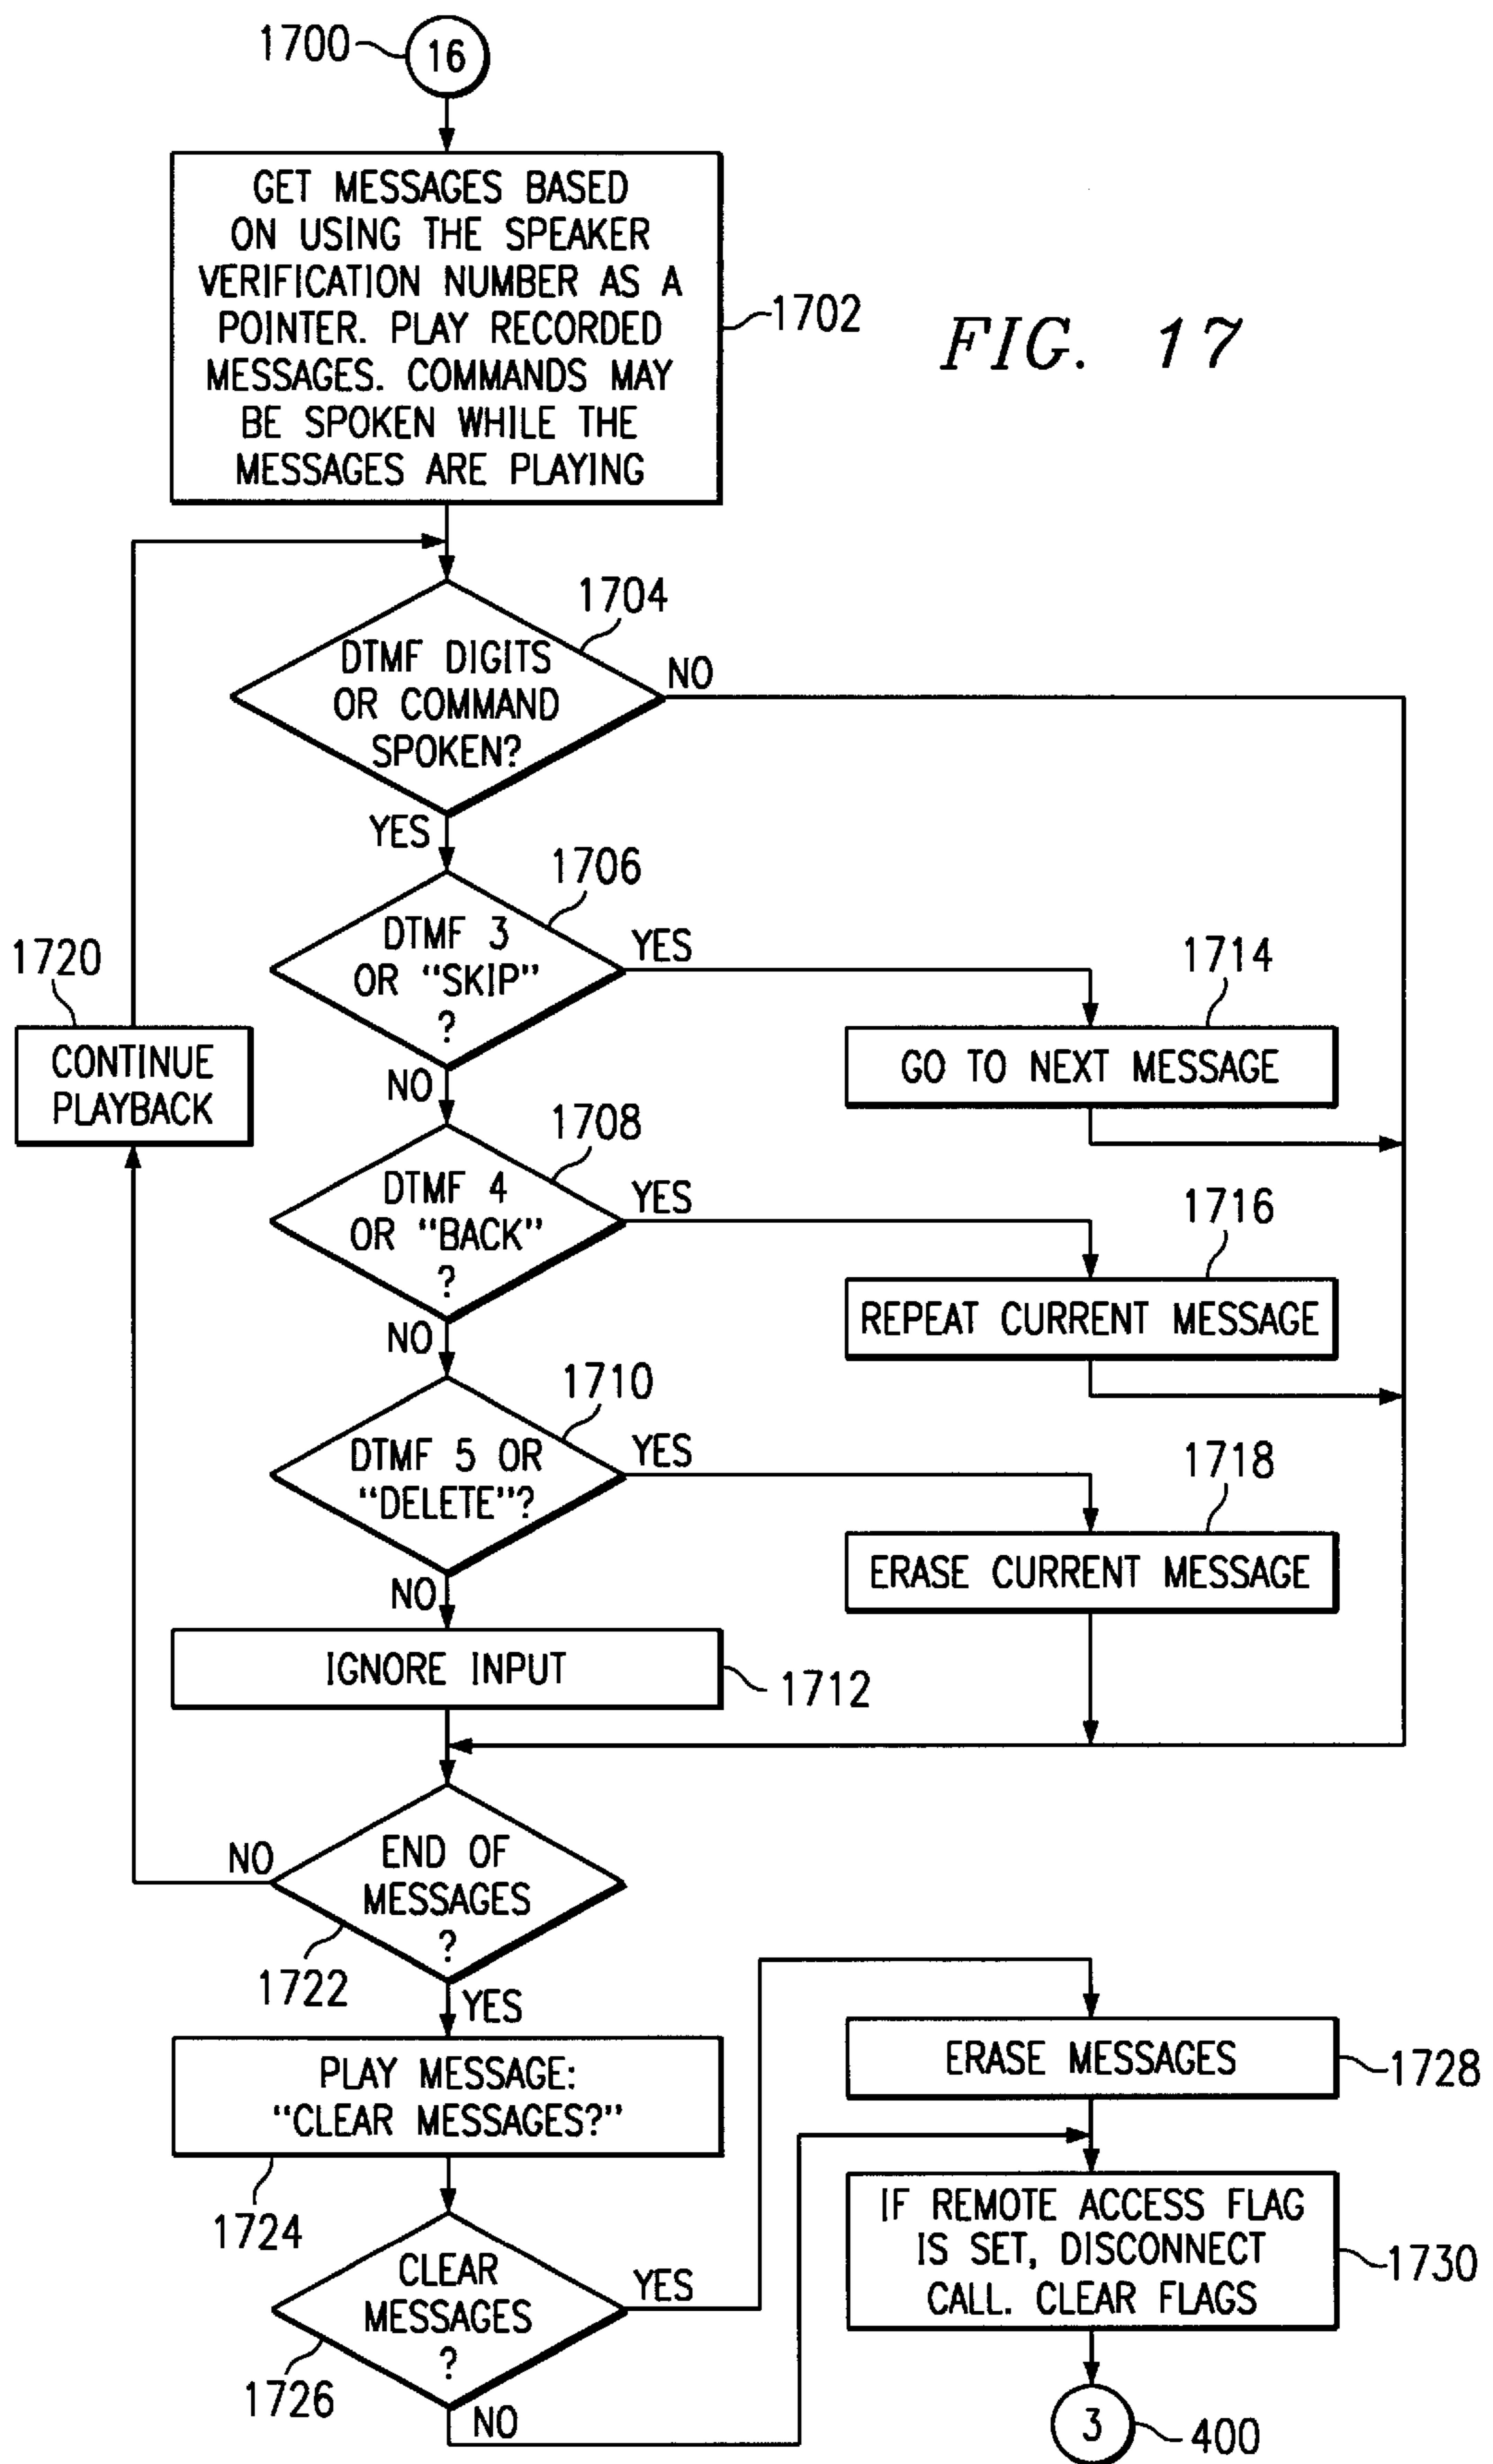 1700
16
GET MESSAGES BASED
ON USING THE SPEAKER
VERIFICATION NUMBER AS A
POINTER. PLAY RECORDED
MESSAGES. COMMANDS MAY
BE SPOKEN WHILE THE
MESSAGES ARE PLAYING
1702
FIG. 17
1704
DTMF DIGITS
OR COMMAND
SPOKEN?
NO
YES
1706
DTMF 3
OR “SKIP”
?
YES
NO
1714
GO TO NEXT MESSAGE
1720
CONTINUE
PLAYBACK
1708
DTMF 4
OR “BACK”
?
YES
NO
1716
REPEAT CURRENT MESSAGE
1710
DTMF 5 OR
“DELETE”?
YES
NO
1718
ERASE CURRENT MESSAGE
IGNORE INPUT
1712
END OF
MESSAGES
?
NO
1722
YES
PLAY MESSAGE:
“CLEAR MESSAGES?”
1724
CLEAR
MESSAGES
?
YES
1726
NO
ERASE MESSAGES
1728
IF REMOTE ACCESS FLAG
IS SET, DISCONNECT
CALL. CLEAR FLAGS
1730
3
400